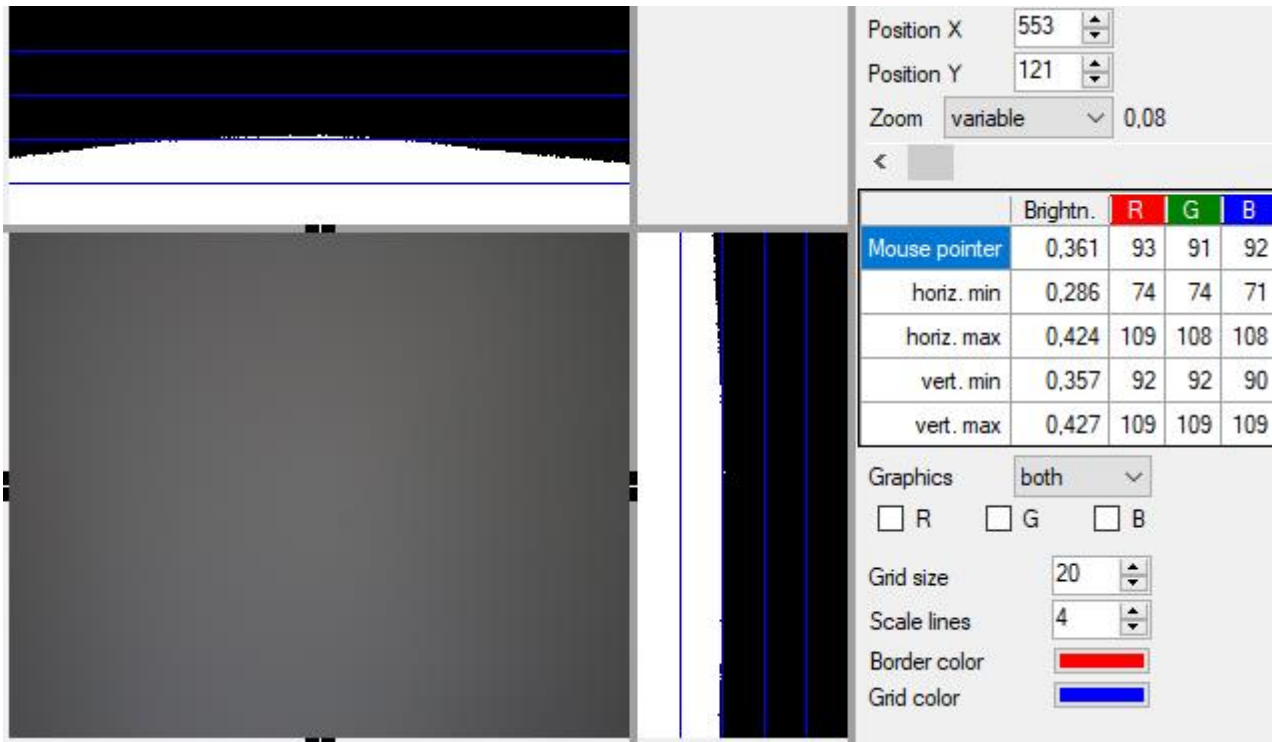 Position X 553
Position Y 121
Zoom variable 0,08
Brightn. R G B
Mouse pointer 0,361 93 91 92
horiz. min 0,286 74 74 71
horiz. max 0,424 109 108 108
vert. min 0,357 92 92 90
vert. max 0,427 109 109 109
Graphics both
R G B
Grid size 20
Scale lines 4
Border color
Grid color